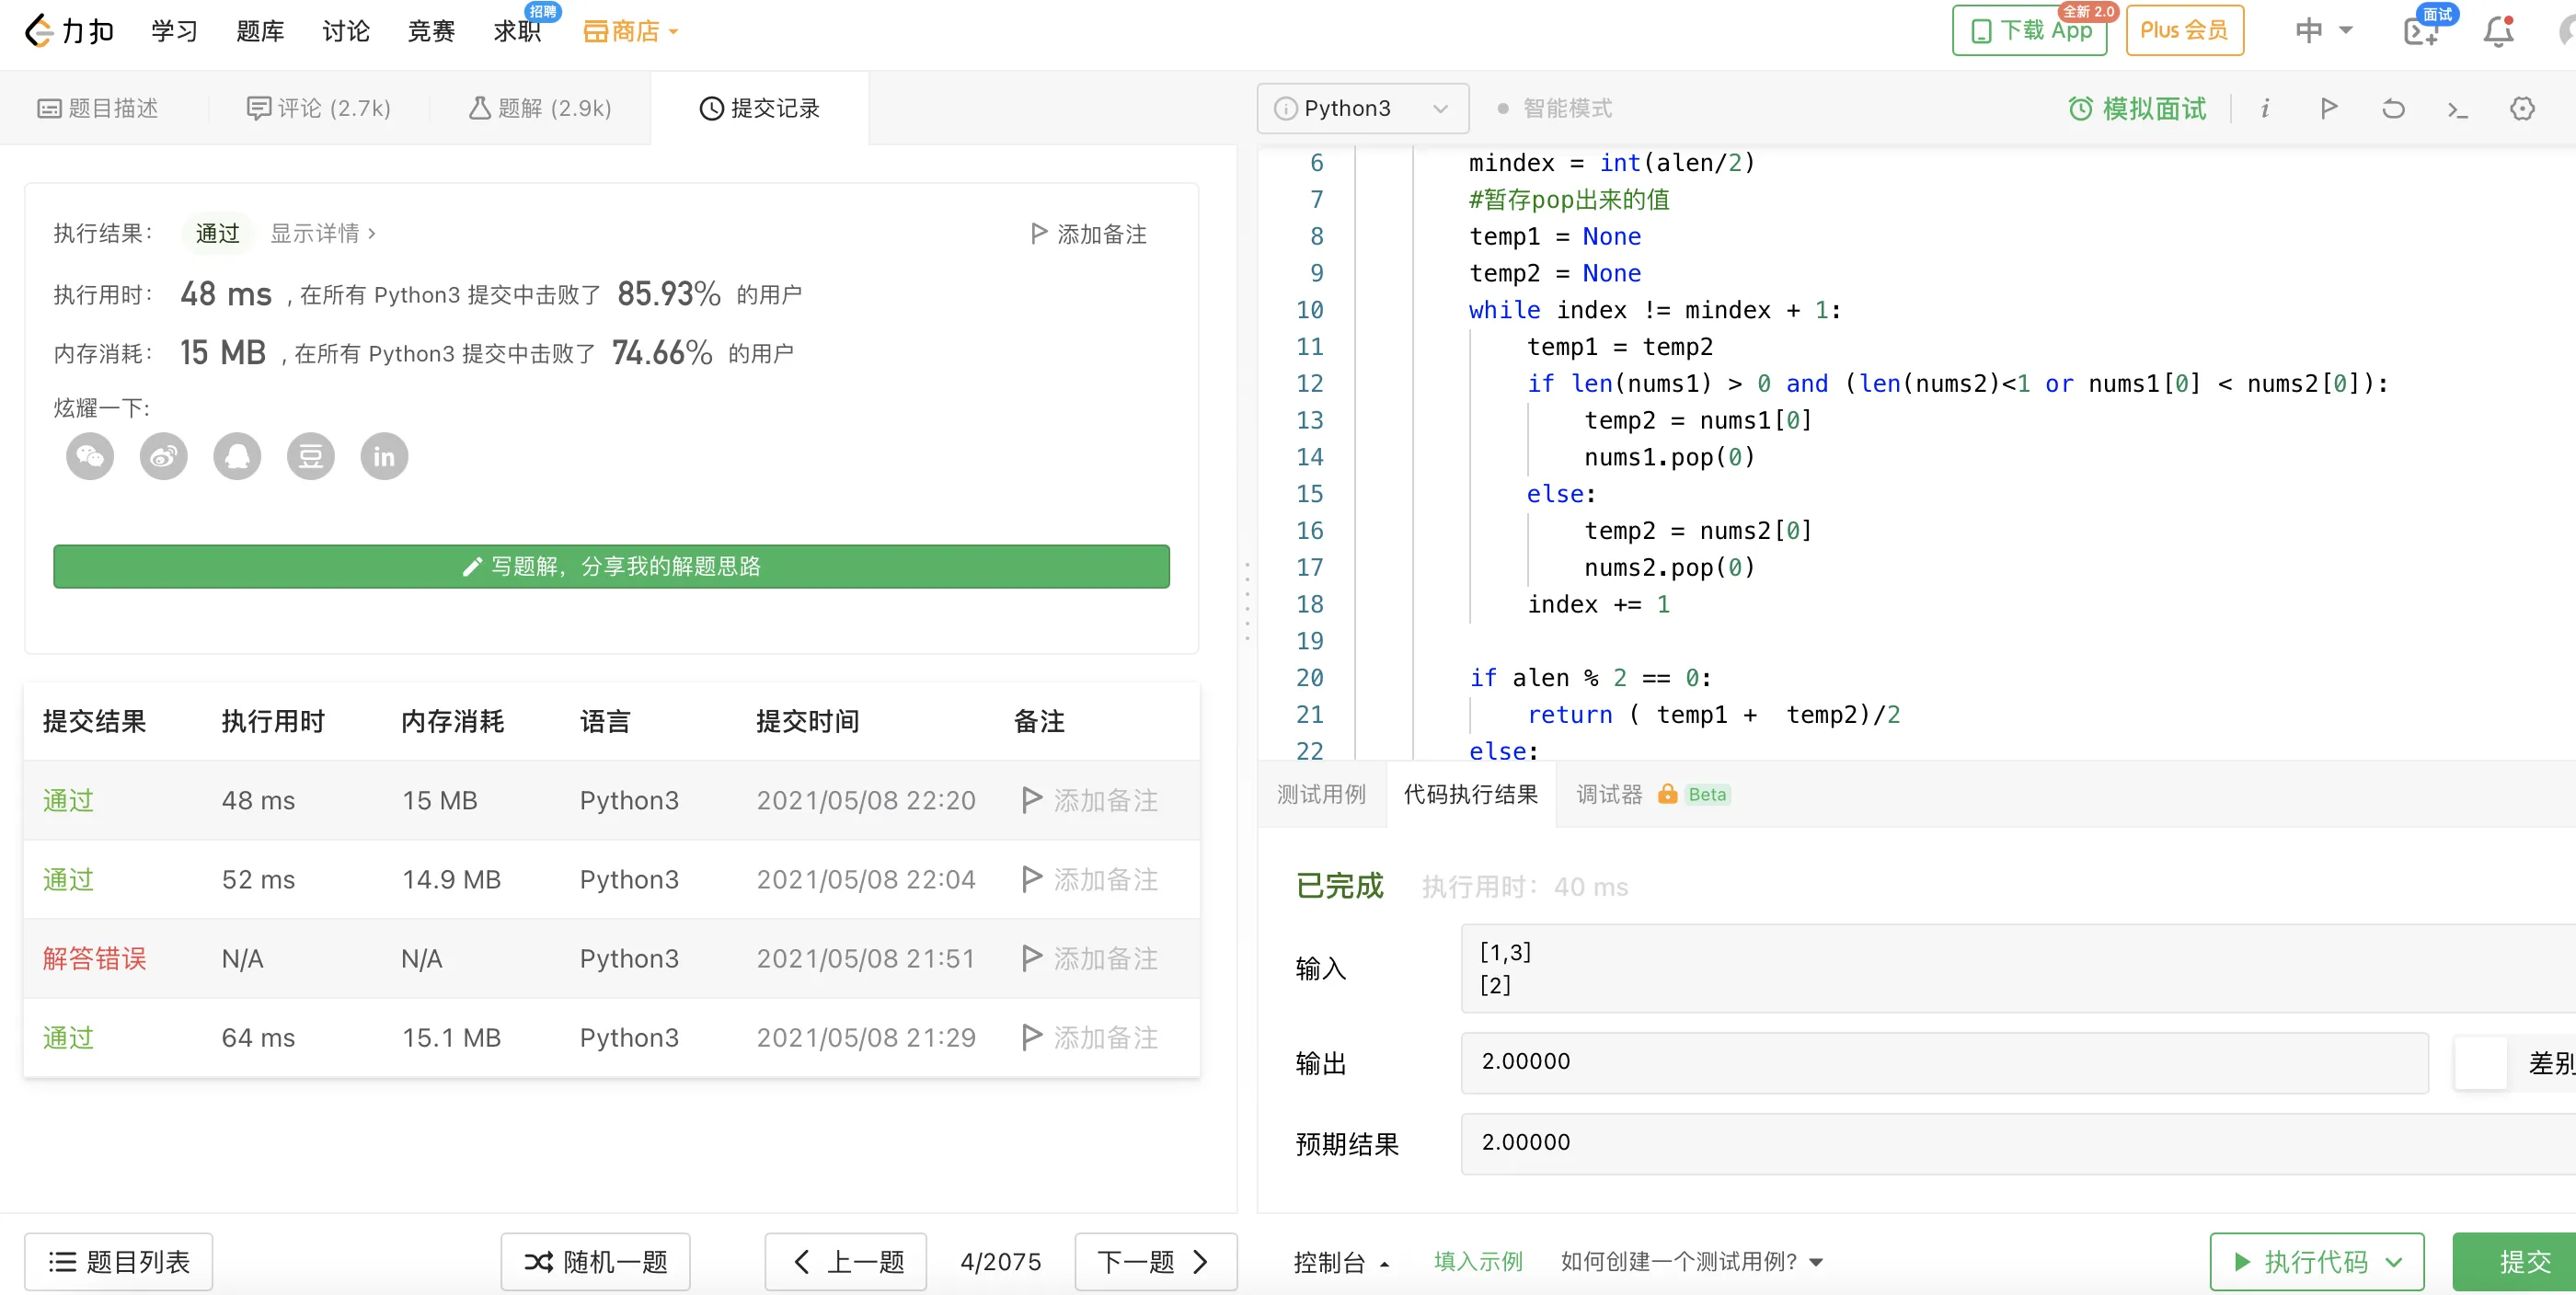 力扣 学习 题库 讨论 竞赛 求职 招聘 商店 下载 App 全新 2.0 Plus 会员 中 面试
题目描述 评论 (2.7k) 题解 (2.9k) 提交记录
执行结果： 通过 显示详情 › 添加备注
执行用时： 48 ms , 在所有 Python3 提交中击败了 85.93% 的用户
内存消耗： 15 MB , 在所有 Python3 提交中击败了 74.66% 的用户
炫耀一下:
豆 in
写题解，分享我的解题思路
提交结果 执行用时 内存消耗 语言 提交时间 备注
通过 48 ms 15 MB Python3 2021/05/08 22:20 添加备注
通过 52 ms 14.9 MB Python3 2021/05/08 22:04 添加备注
解答错误 N/A N/A Python3 2021/05/08 21:51 添加备注
通过 64 ms 15.1 MB Python3 2021/05/08 21:29 添加备注
题目列表 随机一题 上一题 4/2075 下一题
i Python3 智能模式 模拟面试 i
6 mindex = int(alen/2)
7 #暂存pop出来的值
8 temp1 = None
9 temp2 = None
10 while index != mindex + 1:
11 temp1 = temp2
12 if len(nums1) > 0 and (len(nums2)<1 or nums1[0] < nums2[0]):
13 temp2 = nums1[0]
14 nums1.pop(0)
15 else:
16 temp2 = nums2[0]
17 nums2.pop(0)
18 index += 1
19
20 if alen % 2 == 0:
21 return ( temp1 +  temp2)/2
22 else:
测试用例 代码执行结果 调试器 Beta
已完成 执行用时：40 ms
输入
[1,3]
[2]
输出 2.00000 差别
预期结果 2.00000
控制台 填入示例 如何创建一个测试用例? 执行代码 提交